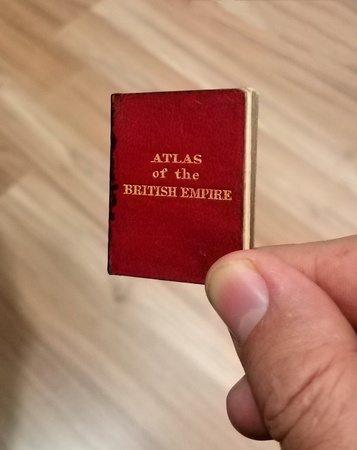 ATLAS
of the
BRITISH EMPIRE